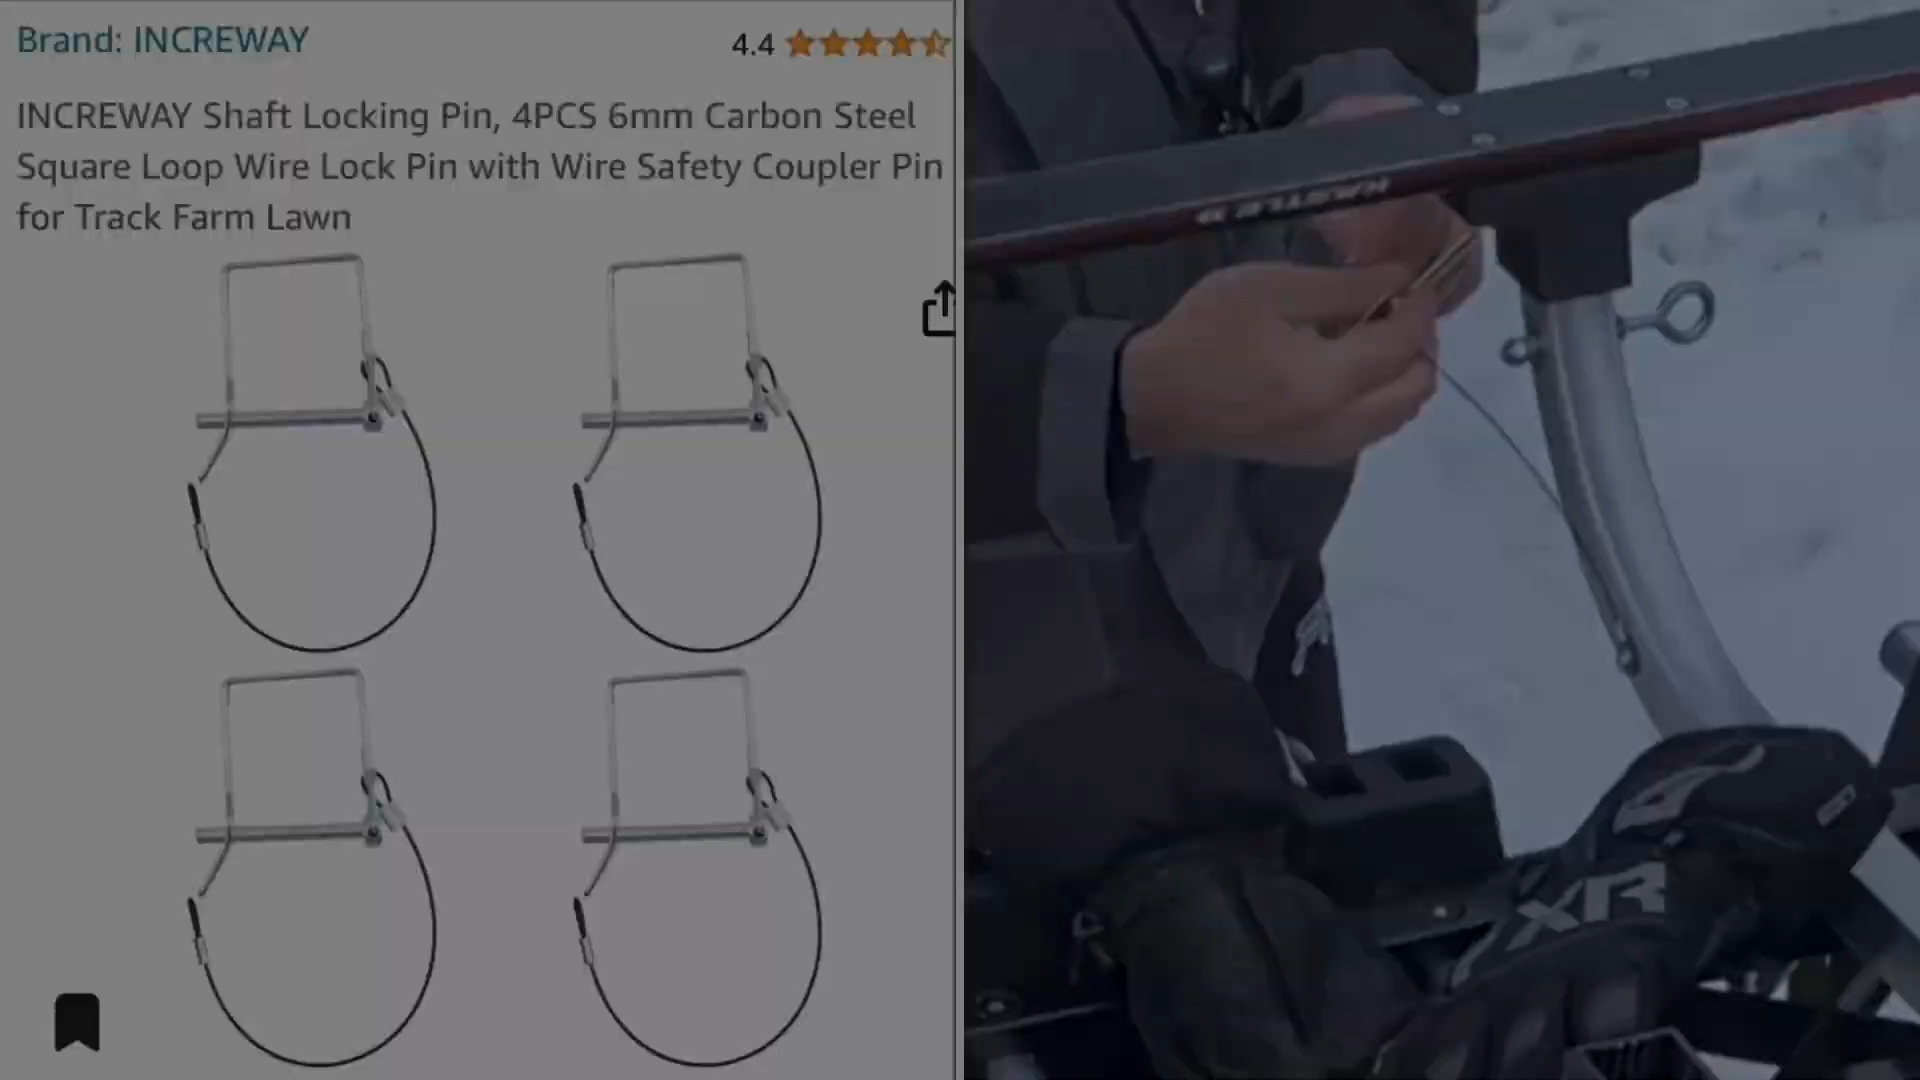 Brand: INCREWAY
4.4
INCREWAY Shaft Locking Pin, 4PCS 6mm Carbon Steel
Square Loop Wire Lock Pin with Wire Safety Coupler Pin
for Track Farm Lawn
XR